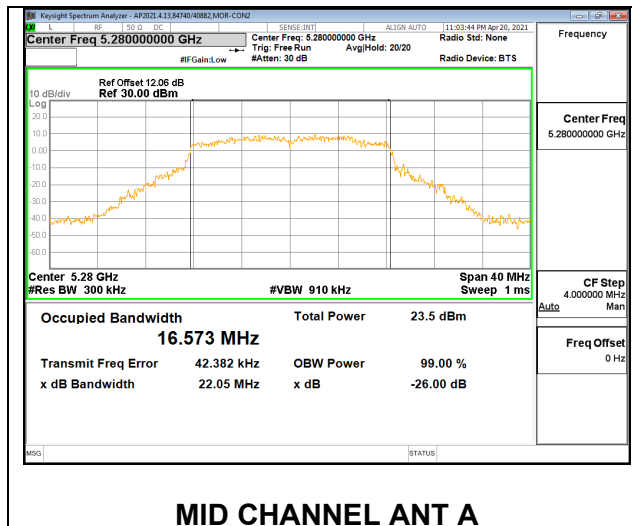 Keysight Spectrum Analyzer - AP2021.4.13,84740/40882,MOR-CON2
L RF 50 Ω DC SENSE:INT ALIGN AUTO 11:03:44 PM Apr 20, 2021
Center Freq 5.280000000 GHz
Center Freq: 5.280000000 GHz
Radio Std: None
Trig: Free Run
Avg|Hold: 20/20
#IFGain:Low
#Atten: 30 dB
Radio Device: BTS
Ref Offset 12.06 dB
10 dB/div
Ref 30.00 dBm
Log
20.0
10.0
0.00
-10.0
-20.0
-30.0
-40.0
-50.0
-60.0
Center 5.28 GHz
Span 40 MHz
#Res BW 300 kHz
#VBW 910 kHz
Sweep 1 ms
Occupied Bandwidth
Total Power
23.5 dBm
16.573 MHz
Transmit Freq Error
42.382 kHz
OBW Power
99.00 %
x dB Bandwidth
22.05 MHz
x dB
-26.00 dB
MSG
STATUS
Frequency
Center Freq
5.280000000 GHz
CF Step
4.000000 MHz
Auto Man
Freq Offset
0 Hz
MID CHANNEL ANT A